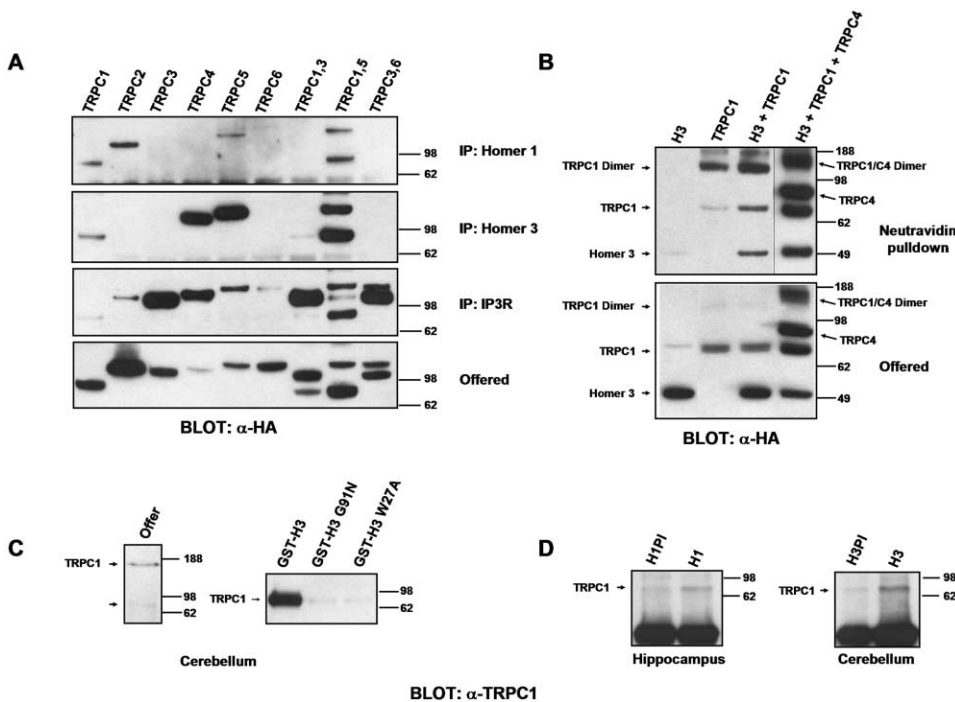 A
TRPC1
TRPC2
TRPC3
TRPC4
TRPC5
TRPC6
TRPC1,3
TRPC1,5
TRPC3,6
98
62
IP: Homer 1
98
62
IP: Homer 3
98
62
IP: IP3R
98
62
Offered
BLOT: α-HA
B
H3
TRPC1
H3 + TRPC1
H3 + TRPC1 + TRPC4
TRPC1 Dimer
TRPC1
Homer 3
188
TRPC1/C4 Dimer
98
TRPC4
62
49
Neutravidin
pulldown
TRPC1 Dimer
TRPC1
Homer 3
188
TRPC1/C4 Dimer
98
TRPC4
62
49
Offered
BLOT: α-HA
C
Offer
TRPC1
188
98
62
GST-H3
GST-H3 G91N
GST-H3 W27A
TRPC1
98
62
Cerebellum
D
H1PI
H1
TRPC1
98
62
Hippocampus
H3PI
H3
TRPC1
98
62
Cerebellum
BLOT: α-TRPC1